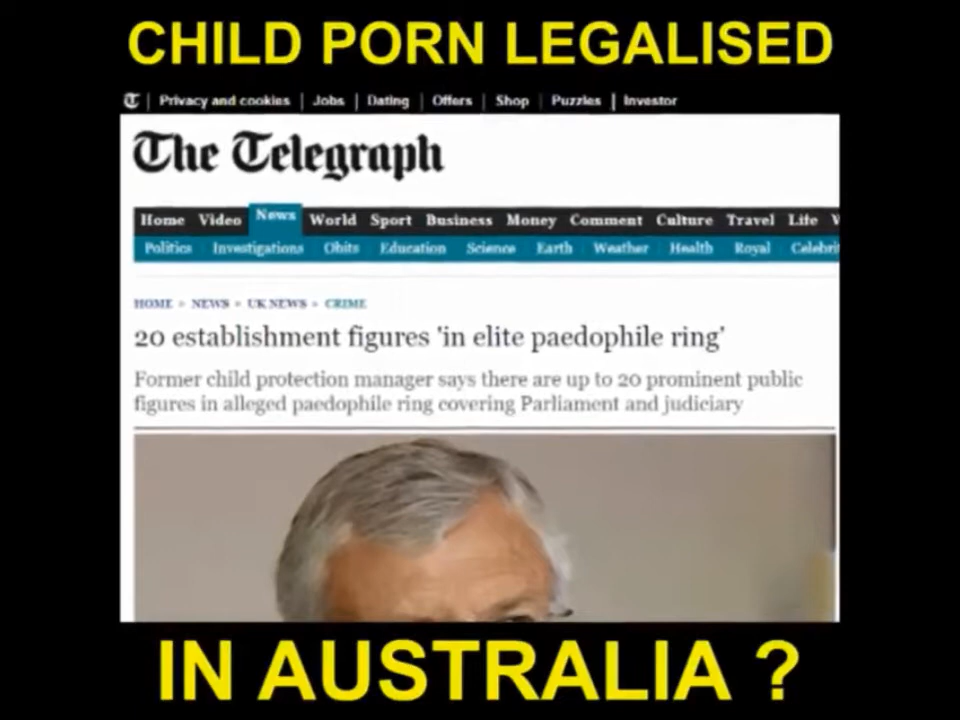 CHILD PORN LEGALISED
T | Privacy and cookies | Jobs | Dating | Offers | Shop | Puzzles | Investor
The Telegraph
Home Video News World Sport Business Money Comment Culture Travel Life
Politics Investigations Obits Education Science Earth Weather Health Royal
HOME » NEWS » UK NEWS » CRIME
20 establishment figures 'in elite paedophile ring'
Former child protection manager says there are up to 20 prominent public
figures in alleged paedophile ring covering Parliament and judiciary
IN AUSTRALIA ?